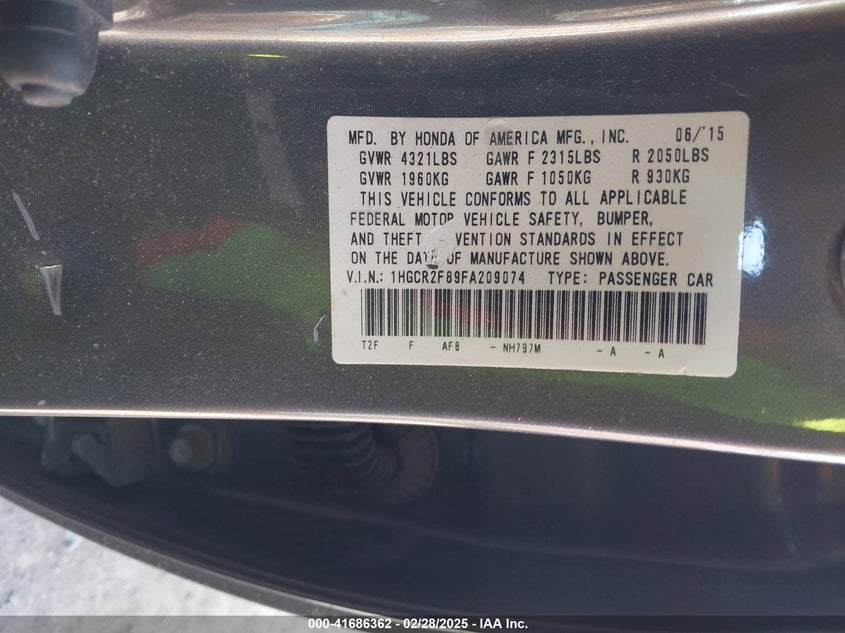 MFD. BY HONDA OF AMERICA MFG., INC. 06/'15
GVWR 4321LBS GAWR F 2315LBS R 2050LBS
GVWR 1960KG GAWR F 1050KG R 930KG
THIS VEHICLE CONFORMS TO ALL APPLICABLE
FEDERAL MOTOR VEHICLE SAFETY, BUMPER,
AND THEFT VENTION STANDARDS IN EFFECT
ON THE DATE OF MANUFACTURE SHOWN ABOVE.
V.I.N.: 1HGCR2F89FA209074 TYPE: PASSENGER CAR
T2F F AF8 - NH797M - A - A
000-41686362 - 02/28/2025 - IAA Inc.